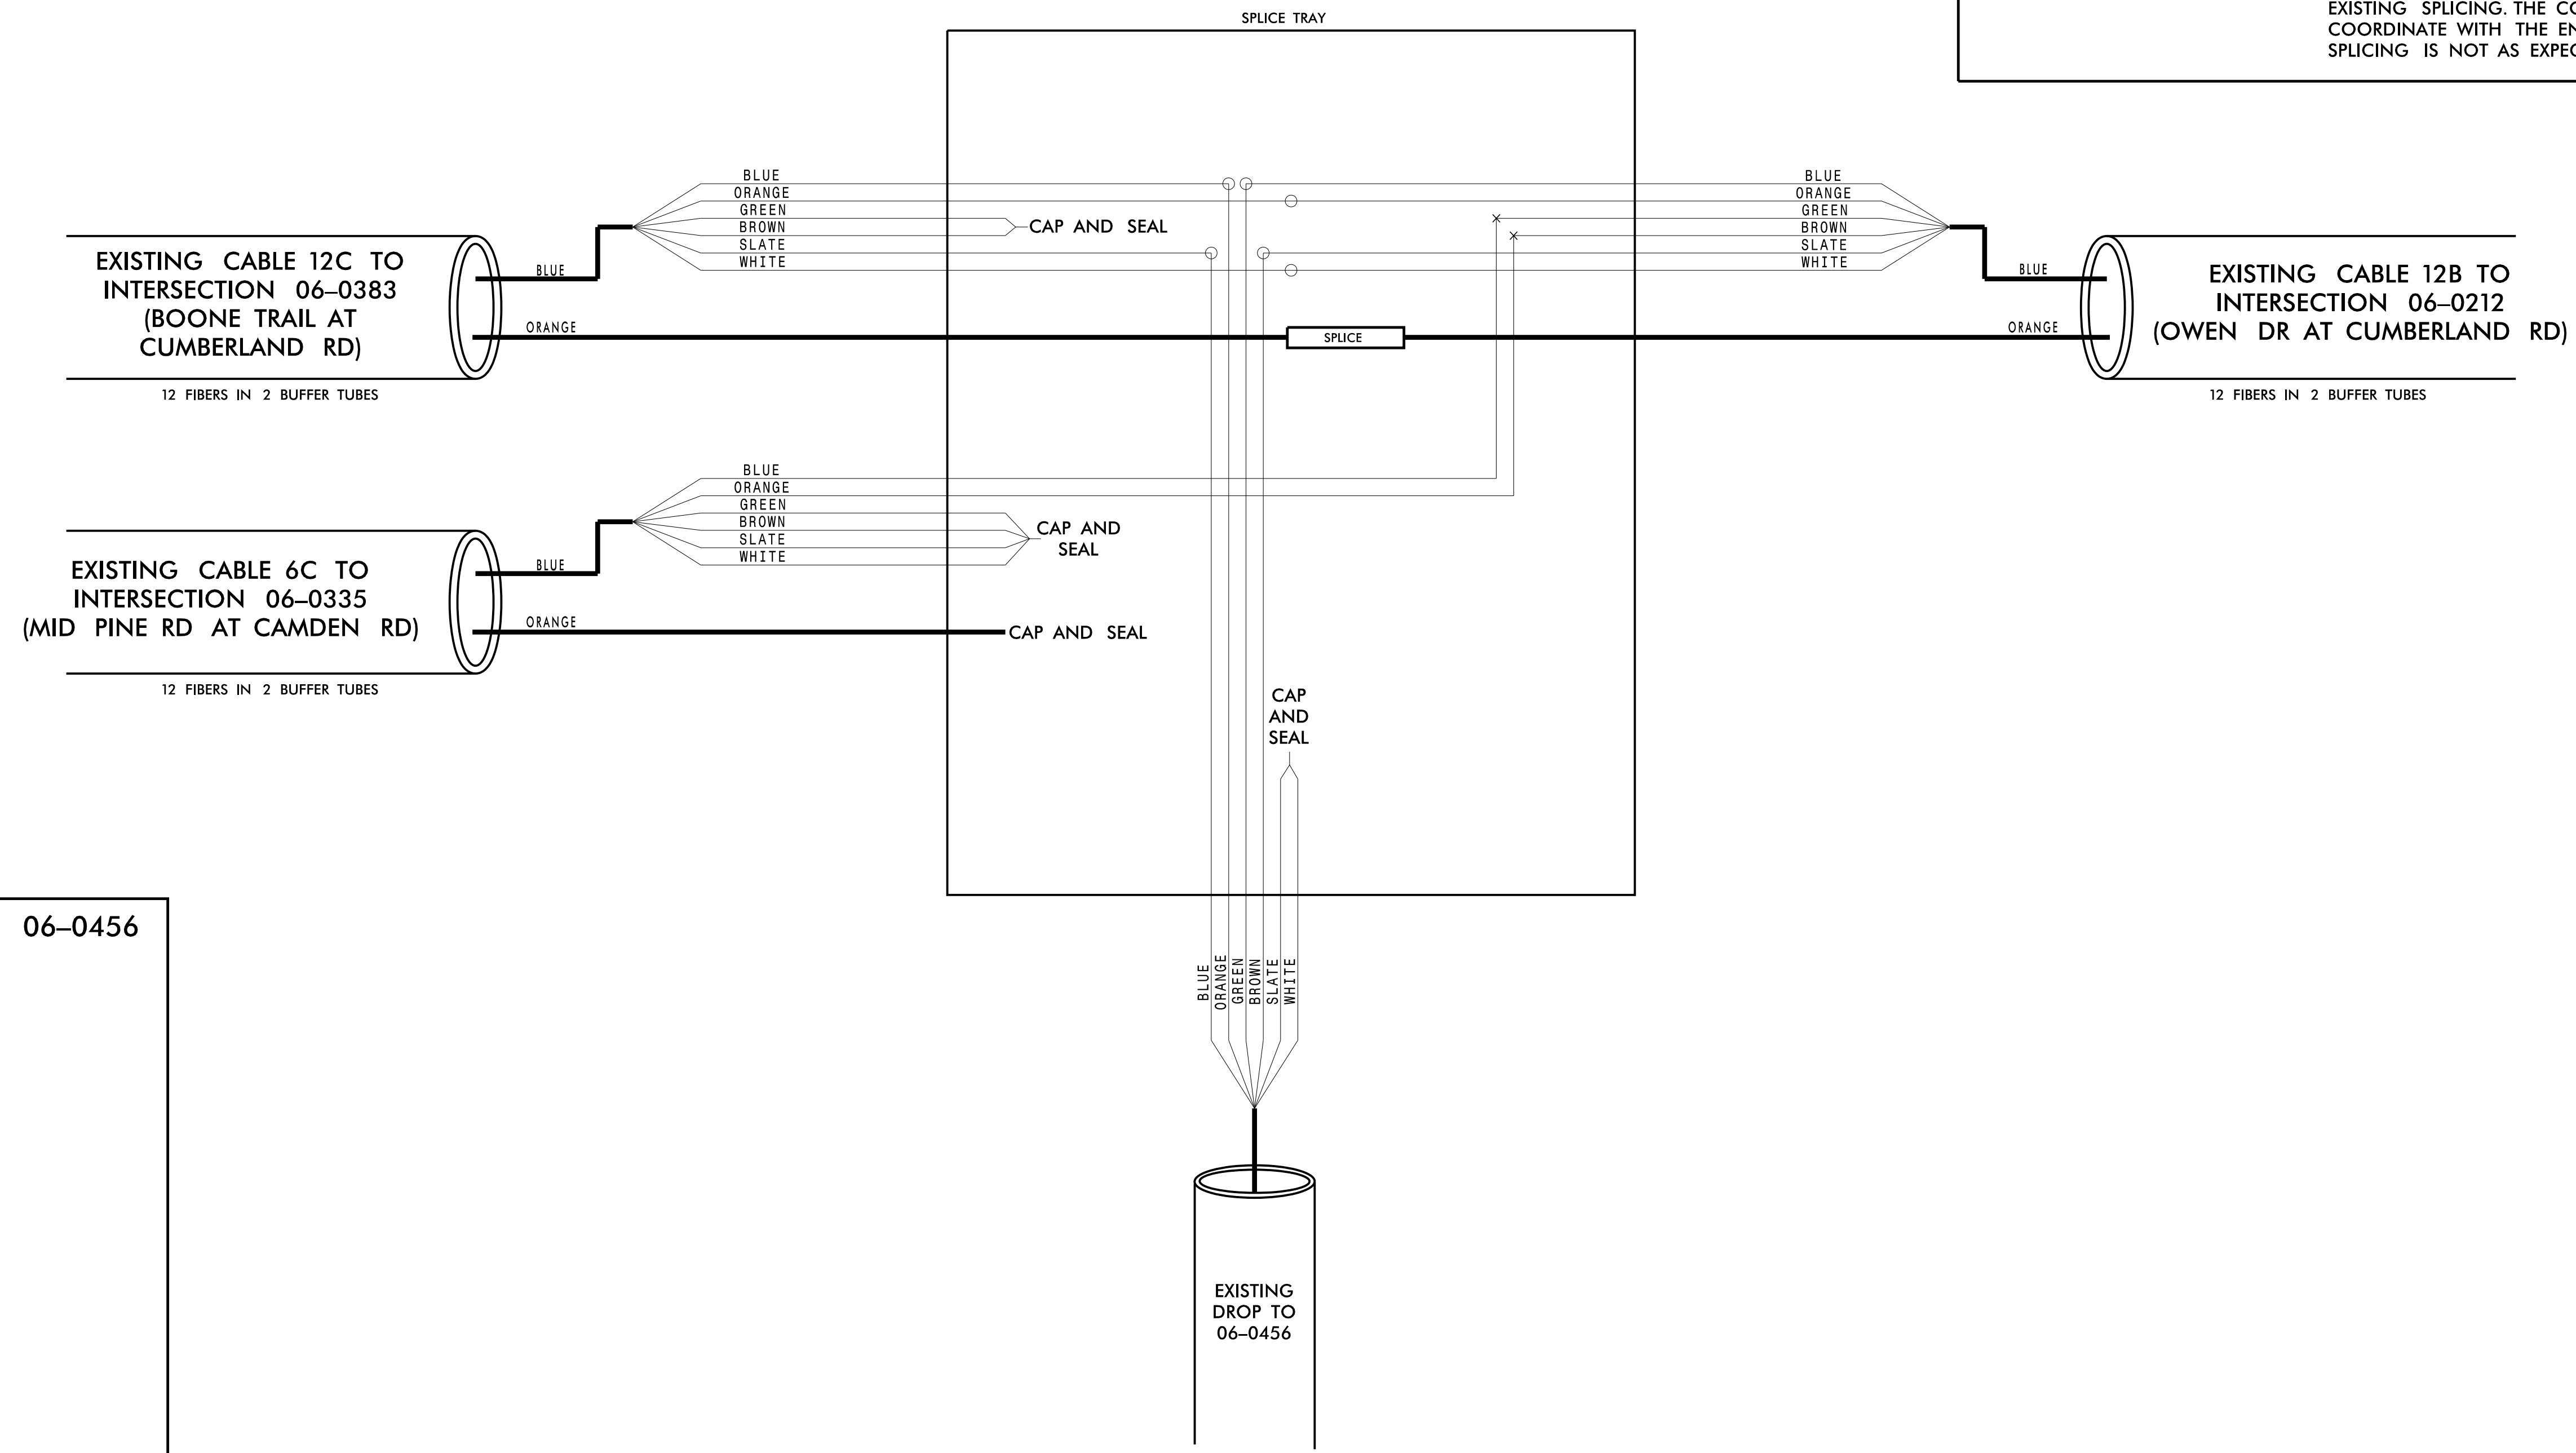 SPLICE TRAY
EXISTING SPLICING. THE
COORDINATE WITH THE
SPLICING IS NOT AS
BLUE
ORANGE
GREEN
BROWN
SLATE
WHITE
CAP AND SEAL
BLUE
ORANGE
GREEN
BROWN
SLATE
WHITE
EXISTING CABLE 12C TO
INTERSECTION 06–0383
(BOONE TRAIL AT
CUMBERLAND RD)
BLUE
ORANGE
12 FIBERS IN 2 BUFFER TUBES
SPLICE
BLUE
ORANGE
EXISTING CABLE 12B TO
INTERSECTION 06–0212
(OWEN DR AT CUMBERLAND RD)
12 FIBERS IN 2 BUFFER TUBES
BLUE
ORANGE
GREEN
BROWN
SLATE
WHITE
CAP AND
SEAL
EXISTING CABLE 6C TO
INTERSECTION 06–0335
(MID PINE RD AT CAMDEN RD)
BLUE
ORANGE
CAP AND SEAL
12 FIBERS IN 2 BUFFER TUBES
CAP
AND
SEAL
06–0456
BLUE
ORANGE
GREEN
BROWN
SLATE
WHITE
EXISTING
DROP TO
06–0456